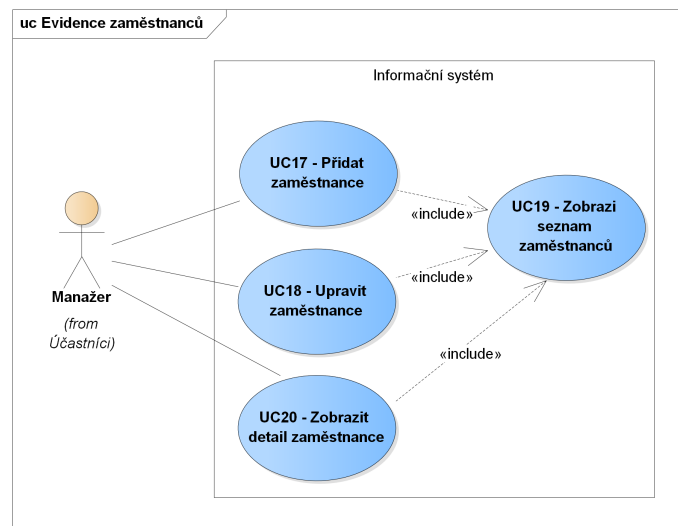 uc Evidence zaměstnanců
Informační systém
UC17 - Přidat
zaměstnance
«include»
UC19 - Zobrazi
seznam
zaměstnanců
Manažer
(from
Účastníci)
UC18 - Upravit
zaměstnance
«include»
«include»
UC20 - Zobrazit
detail zaměstnance